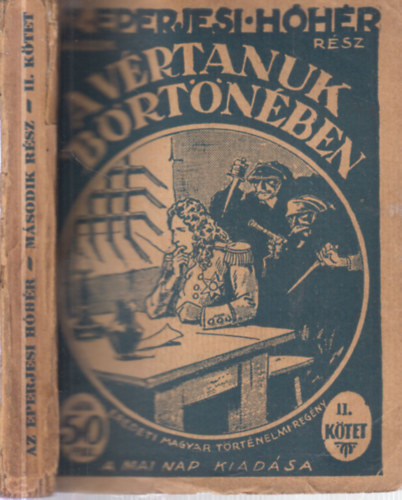 AZ EPERJESI HÓHÉR — MÁSODIK RÉSZ — II. KÖTET
EPERJESI·HÓHÉR
RÉSZ
A VÉRTANUK
BÖRTÖNÉBEN
50
EREDETI MAGYAR TÖRTÉNELMI REGÉNY
II.
KÖTET
A MAI NAP KIADÁSA